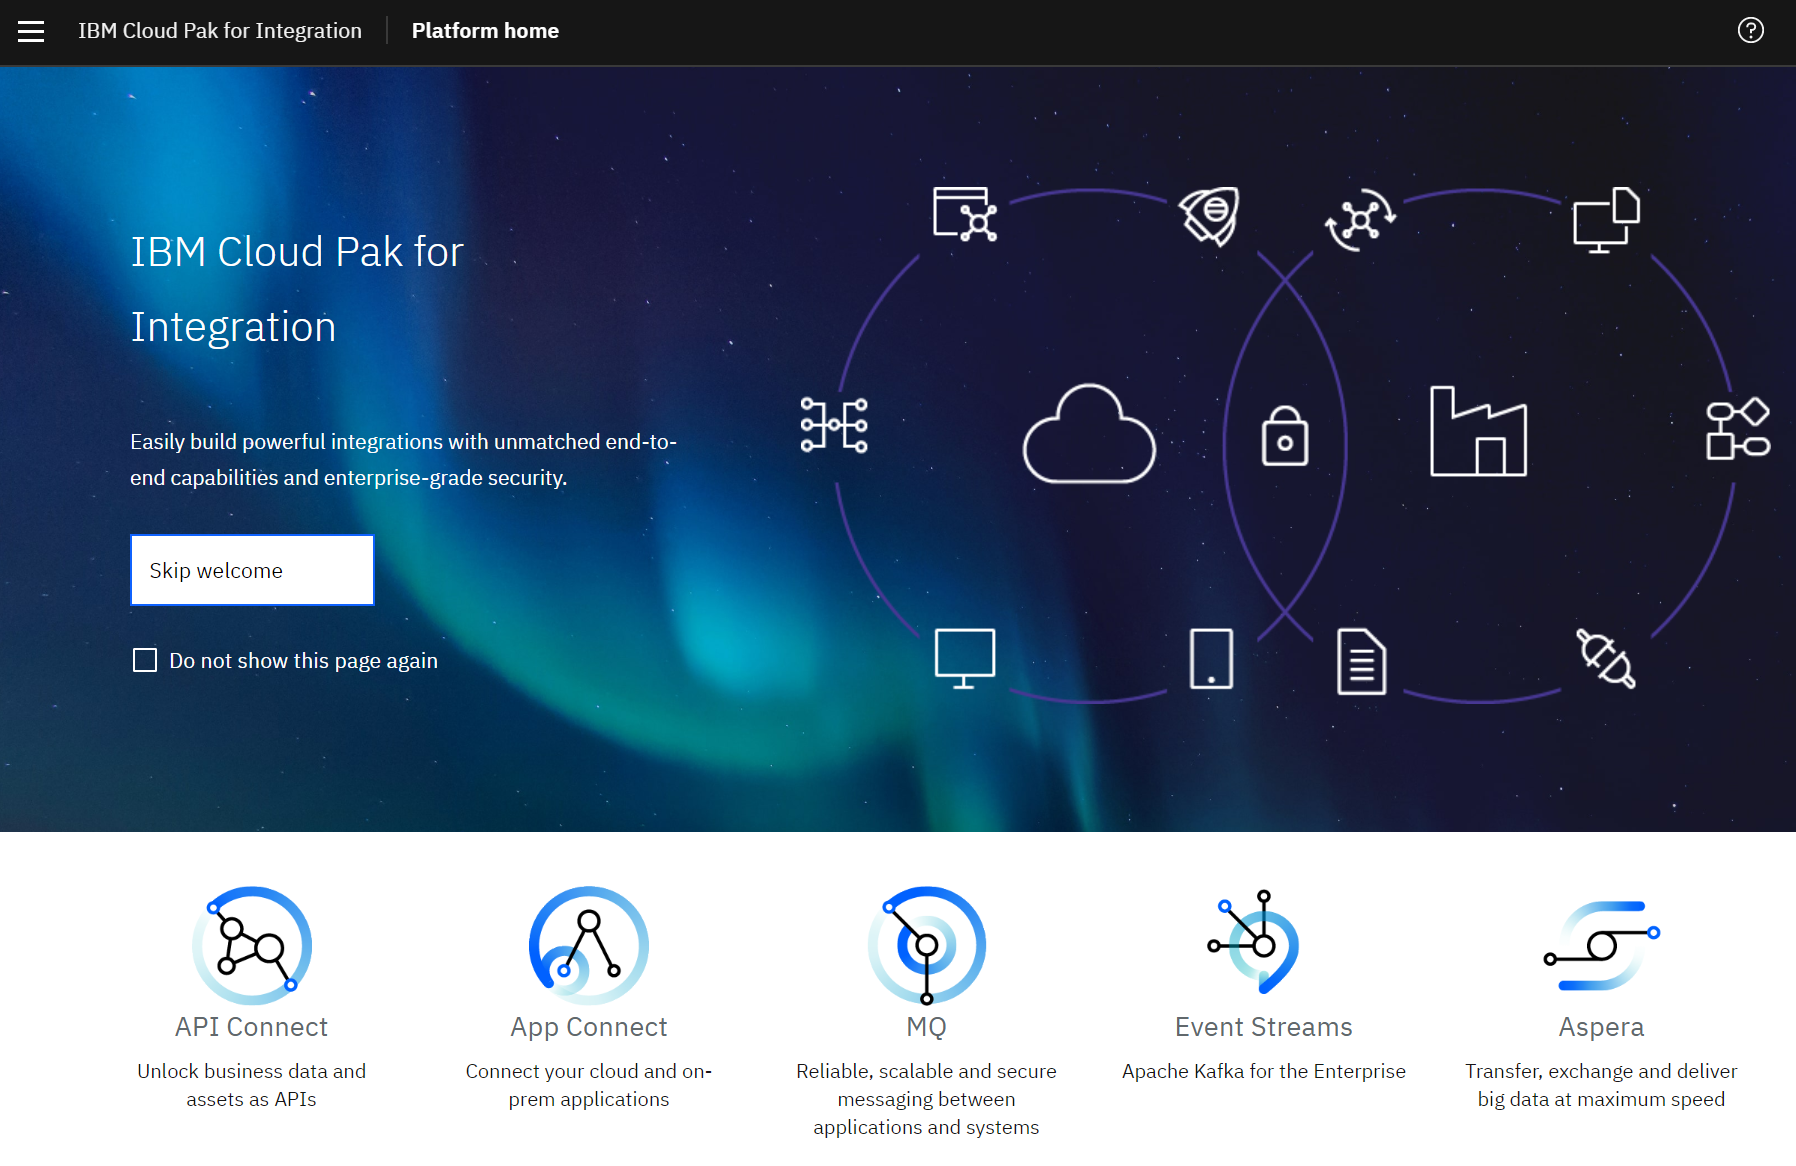 IBM Cloud Pak for Integration
Platform home
IBM Cloud Pak for
Integration
Easily build powerful integrations with unmatched end-to-
end capabilities and enterprise-grade security.
Skip welcome
Do not show this page again
API Connect
Unlock business data and
assets as APIs
App Connect
Connect your cloud and on-
prem applications
MQ
Reliable, scalable and secure
messaging between
applications and systems
Event Streams
Apache Kafka for the Enterprise
Aspera
Transfer, exchange and deliver
big data at maximum speed